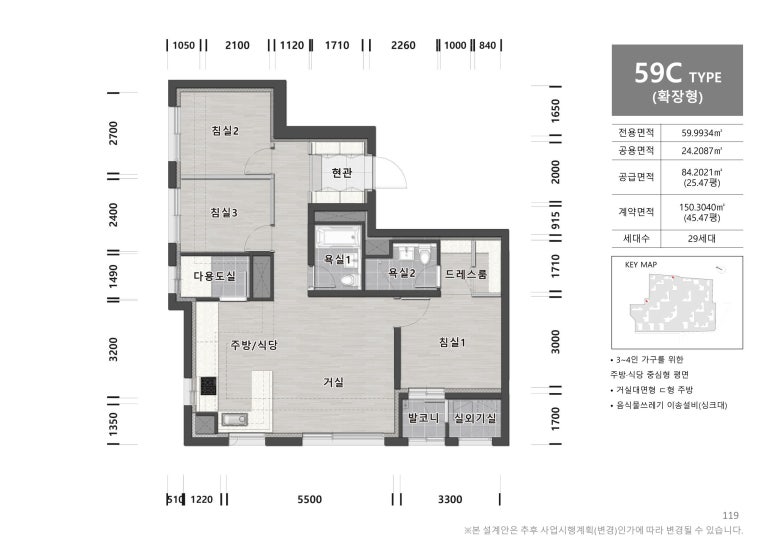 1050 2100 1120 1710 2260 1000 840
59C TYPE
(확장형)
전용면적 59.9934㎡
공용면적 24.2087㎡
공급면적 84.2021㎡
(25.47평)
계약면적 150.3040㎡
(45.47평)
세대수 29세대
KEY MAP
• 3~4인 가구를 위한
주방·식당 중심형 평면
• 거실대면형 ㄷ형 주방
• 음식물쓰레기 이송설비(싱크대)
2700
2400
1490
3200
1350
침실2
현관
침실3
욕실1
욕실2
다용도실
드레스룸
주방/식당
침실1
거실
발코니
실외기실
1650
2000
915
1710
3000
1700
510 1220 5500 3300
119
※본 설계안은 추후 사업시행계획(변경)인가에 따라 변경될 수 있습니다.